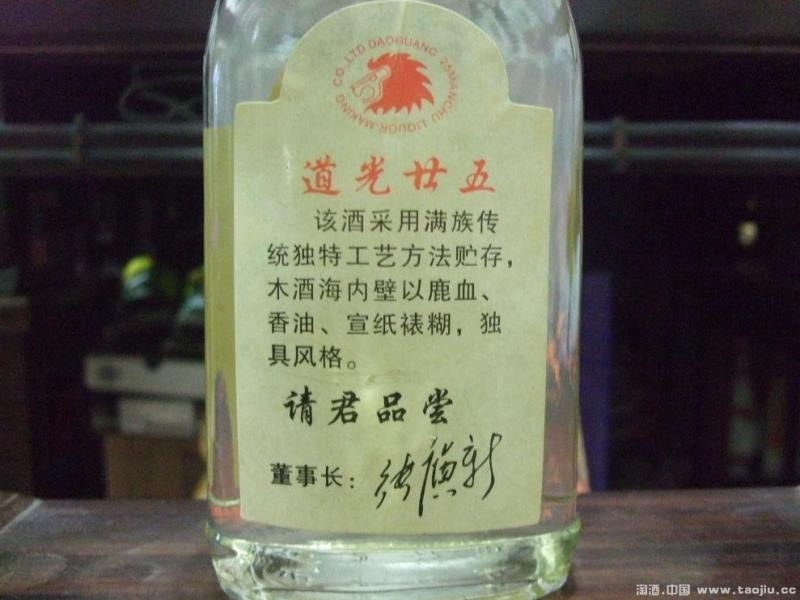 CO.,LTD DAOGUANG 25MANCHU LIQUOR MAKING
道光廿五
该酒采用满族传
统独特工艺方法贮存，
木酒海内壁以鹿血、
香油、宣纸裱糊，独
具风格。
请君品尝
董事长：
淘酒.中国 www.taojiu.cc